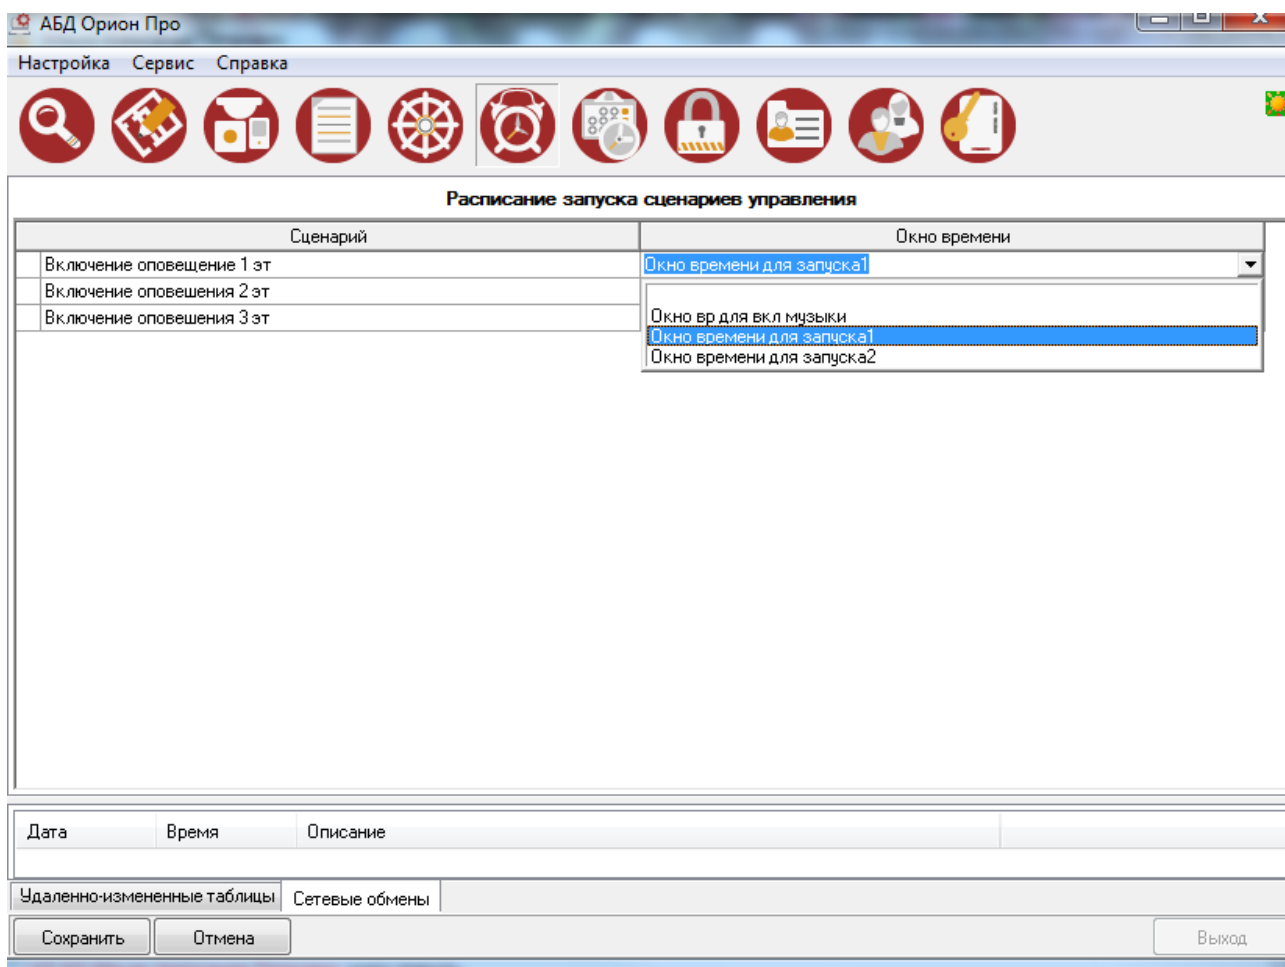 АБД Орион Про
Настройка Сервис Справка
Расписание запуска сценариев управления
Сценарий Окно времени
Включение оповещение 1 эт Окно времени для запуска1
Включение оповешения 2 эт
Включение оповешения 3 эт
Окно вр для вкл музыки
Окно времени для запуска1
Окно времени для запуска2
Дата Время Описание
Удаленно-измененные таблицы Сетевые обмены
Сохранить Отмена Выход